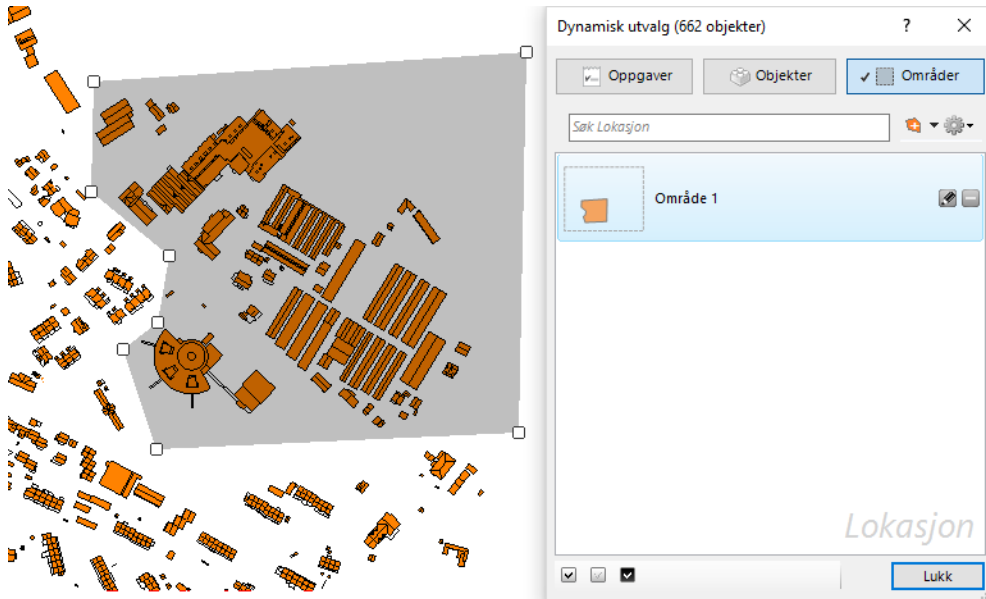 Dynamisk utvalg (662 objekter)
?
Oppgaver
Objekter
Områder
Søk Lokasjon
Område 1
Lokasjon
Lukk